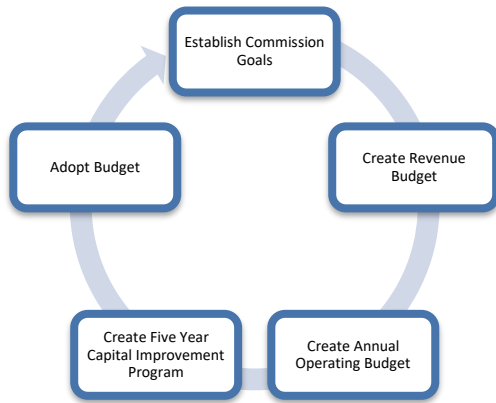 Establish Commission
Goals
Create Revenue
Budget
Create Annual
Operating Budget
Create Five Year
Capital Improvement
Program
Adopt Budget